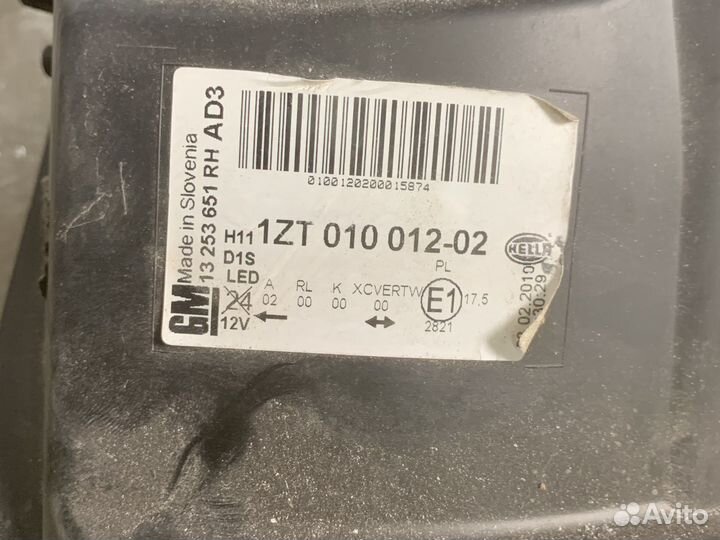 0100120200015874
GM
Made in Slovenia
13 253 651 RH AD3
H11 1ZT 010 012-02
D1S
LED
24
12V
HELLA
PL
A RL K XCVERTW
02 00 00 00
E1 17,5
2821
02.2010
30:29
Avito